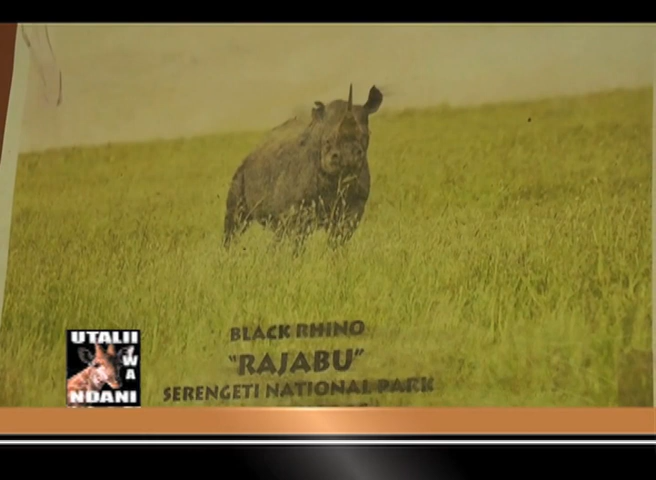 BLACK RHINO
"RAJABU"
SERENGETI NATIONAL PARK
UTALII
WA
NDANI